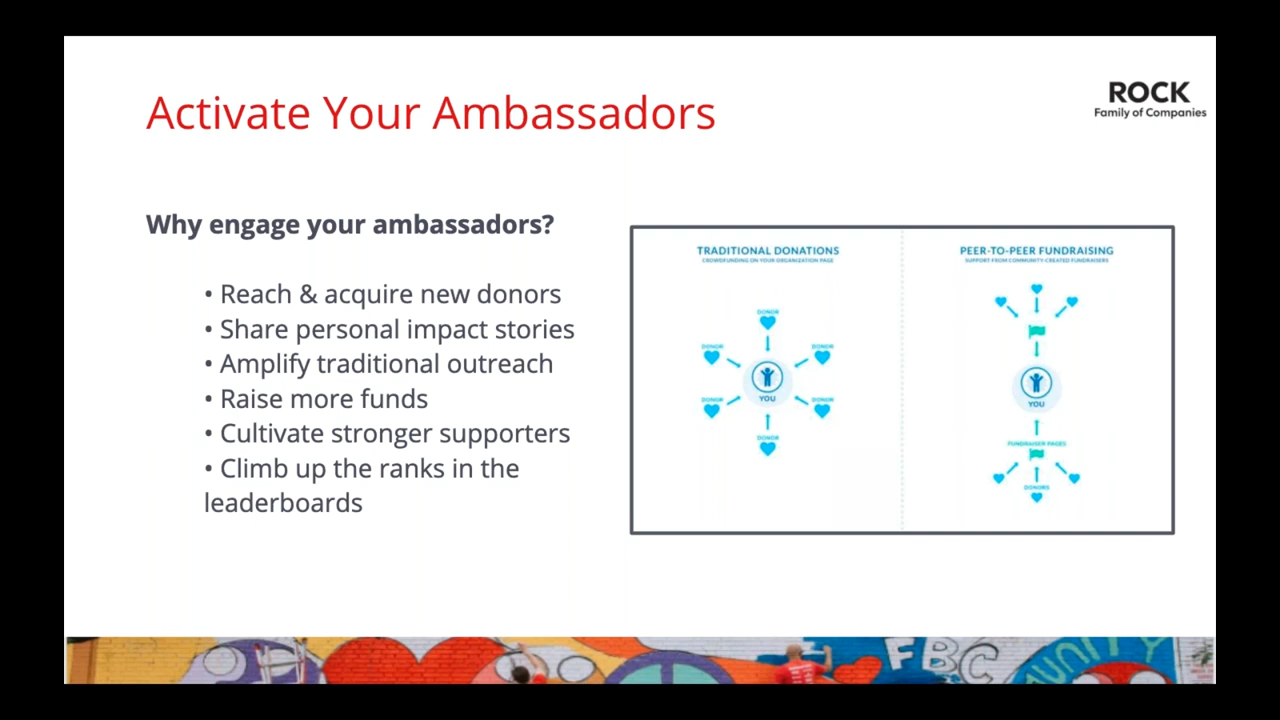 Activate Your Ambassadors
ROCK
Family of Companies
Why engage your ambassadors?
• Reach & acquire new donors
• Share personal impact stories
• Amplify traditional outreach
• Raise more funds
• Cultivate stronger supporters
• Climb up the ranks in the
leaderboards
TRADITIONAL DONATIONS
CROWDFUNDING ON YOUR ORGANIZATION PAGE
DONOR
DONOR
DONOR
YOU
DONOR
DONOR
DONOR
PEER-TO-PEER FUNDRAISING
SUPPORT FROM COMMUNITY-CREATED FUNDRAISERS
YOU
FUNDRAISER PAGES
DONORS
FBC
UNITY